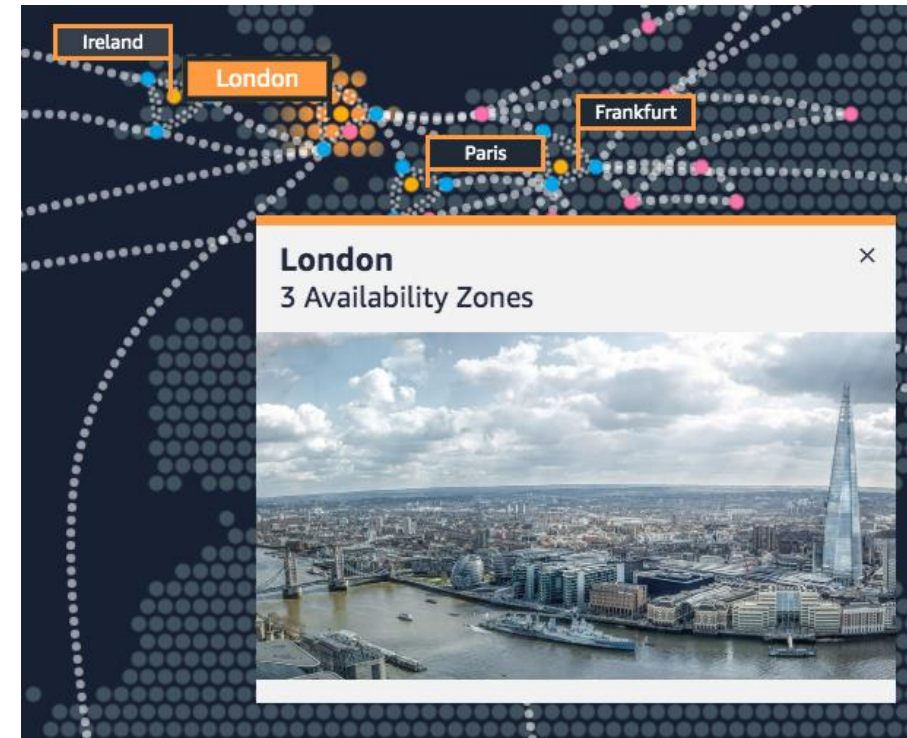 Ireland
London
Frankfurt
Paris
London
3 Availability Zones